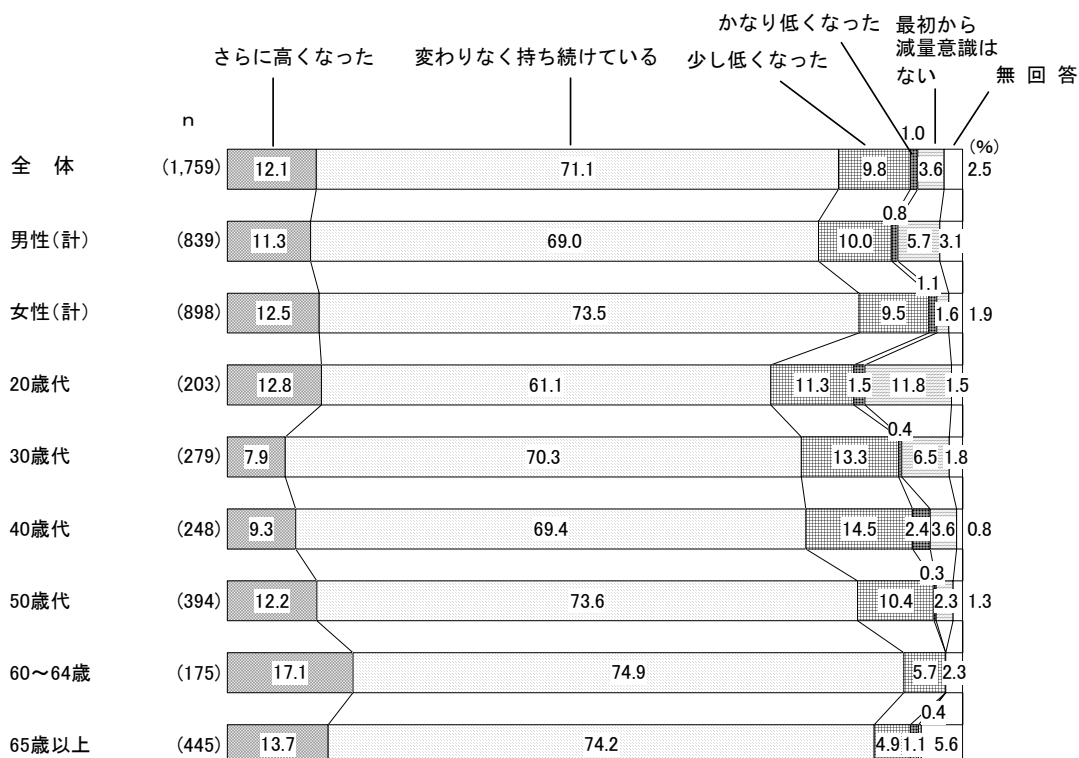 かなり低くなった
最初から
減量意識は
ない
さらに高くなった 変わりなく持ち続けている 少し低くなった 無 回 答
n
1.0 (%)
全 体 (1,759) 12.1 71.1 9.8 3.6 2.5
0.8
男性(計) (839) 11.3 69.0 10.0 5.7 3.1
1.1
女性(計) (898) 12.5 73.5 9.5 1.6 1.9
20歳代 (203) 12.8 61.1 11.3 1.5 11.8 1.5
0.4
30歳代 (279) 7.9 70.3 13.3 6.5 1.8
40歳代 (248) 9.3 69.4 14.5 2.4 3.6 0.8
0.3
50歳代 (394) 12.2 73.6 10.4 2.3 1.3
60～64歳 (175) 17.1 74.9 5.7 2.3
0.4
65歳以上 (445) 13.7 74.2 4.9 1.1 5.6